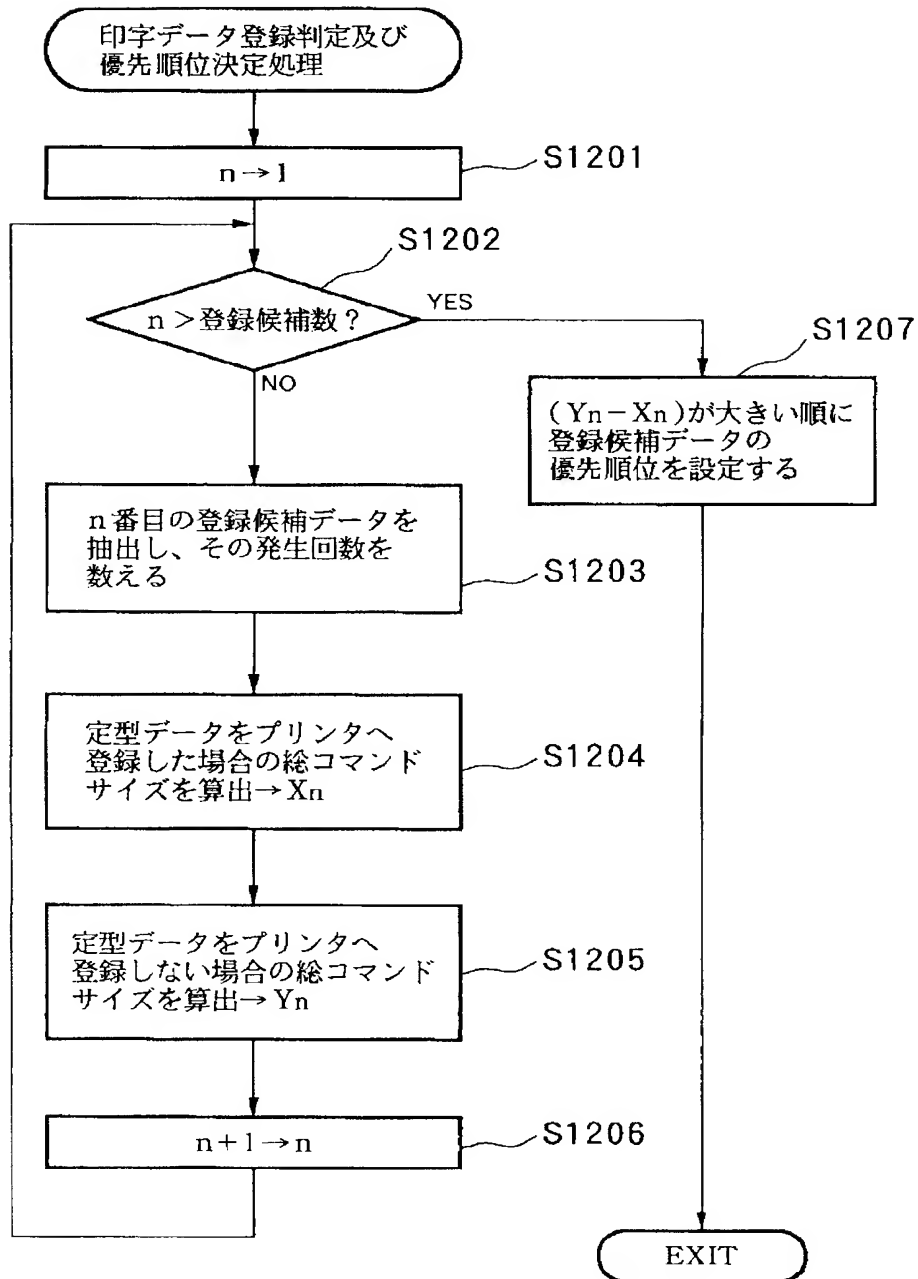 印字データ登録判定及び
優先順位決定処理
n→1
S1201
S1202
n＞登録候補数？
YES
NO
S1207
(Yn－Xn)が大きい順に
登録候補データの
優先順位を設定する
n番目の登録候補データを
抽出し、その発生回数を
数える
S1203
定型データをプリンタへ
登録した場合の総コマンド
サイズを算出→Xn
S1204
定型データをプリンタへ
登録しない場合の総コマンド
サイズを算出→Yn
S1205
n＋1→n
S1206
EXIT